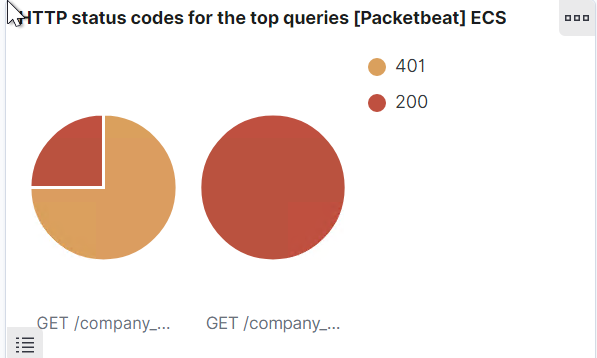 HTTP status codes for the top queries [Packetbeat] ECS
401
200
GET /company_... GET /company_...